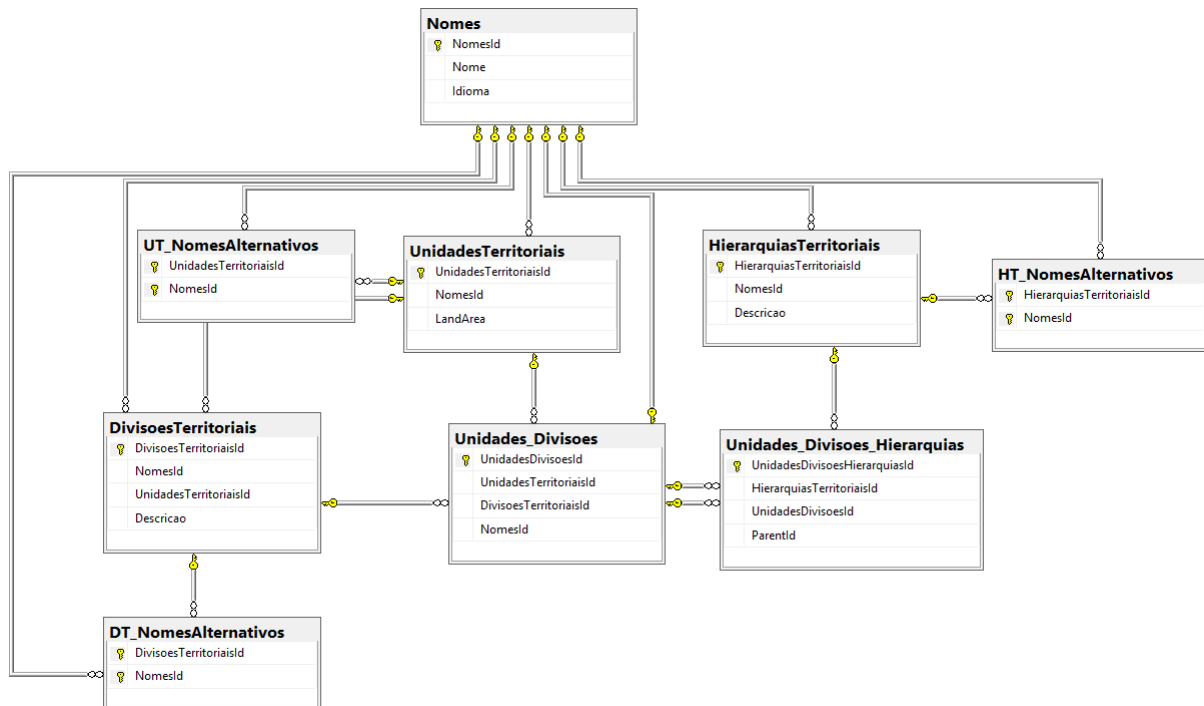 Nomes
NomesId
Nome
Idioma
UT_NomesAlternativos
UnidadesTerritoriaisId
NomesId
UnidadesTerritoriais
UnidadesTerritoriaisId
NomesId
LandArea
HierarquiasTerritoriais
HierarquiasTerritoriaisId
NomesId
Descricao
HT_NomesAlternativos
HierarquiasTerritoriaisId
NomesId
DivisoesTerritoriais
DivisoesTerritoriaisId
NomesId
UnidadesTerritoriaisId
Descricao
Unidades_Divisoes
UnidadesDivisoesId
UnidadesTerritoriaisId
DivisoesTerritoriaisId
NomesId
Unidades_Divisoes_Hierarquias
UnidadesDivisoesHierarquiasId
HierarquiasTerritoriaisId
UnidadesDivisoesId
ParentId
DT_NomesAlternativos
DivisoesTerritoriaisId
NomesId